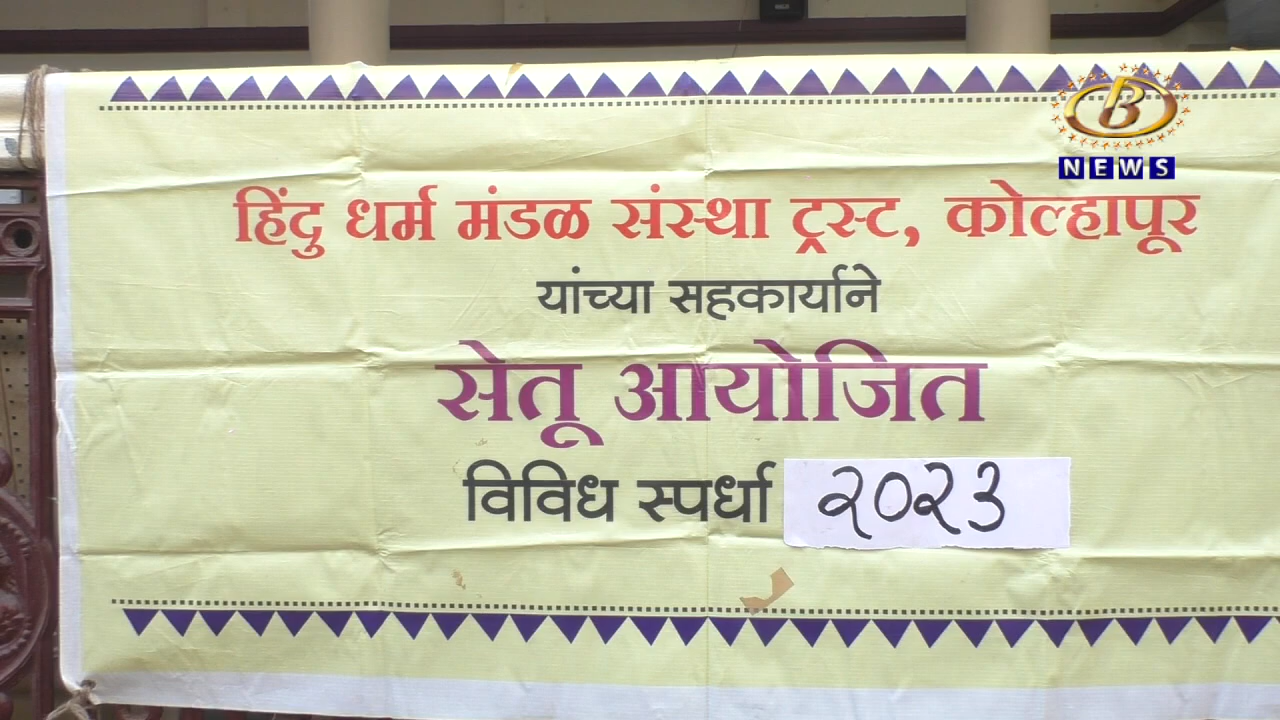 B
NEWS
हिंदु धर्म मंडळ संस्था ट्रस्ट, कोल्हापूर
यांच्या सहकार्याने
सेतू आयोजित
विविध स्पर्धा २०२३